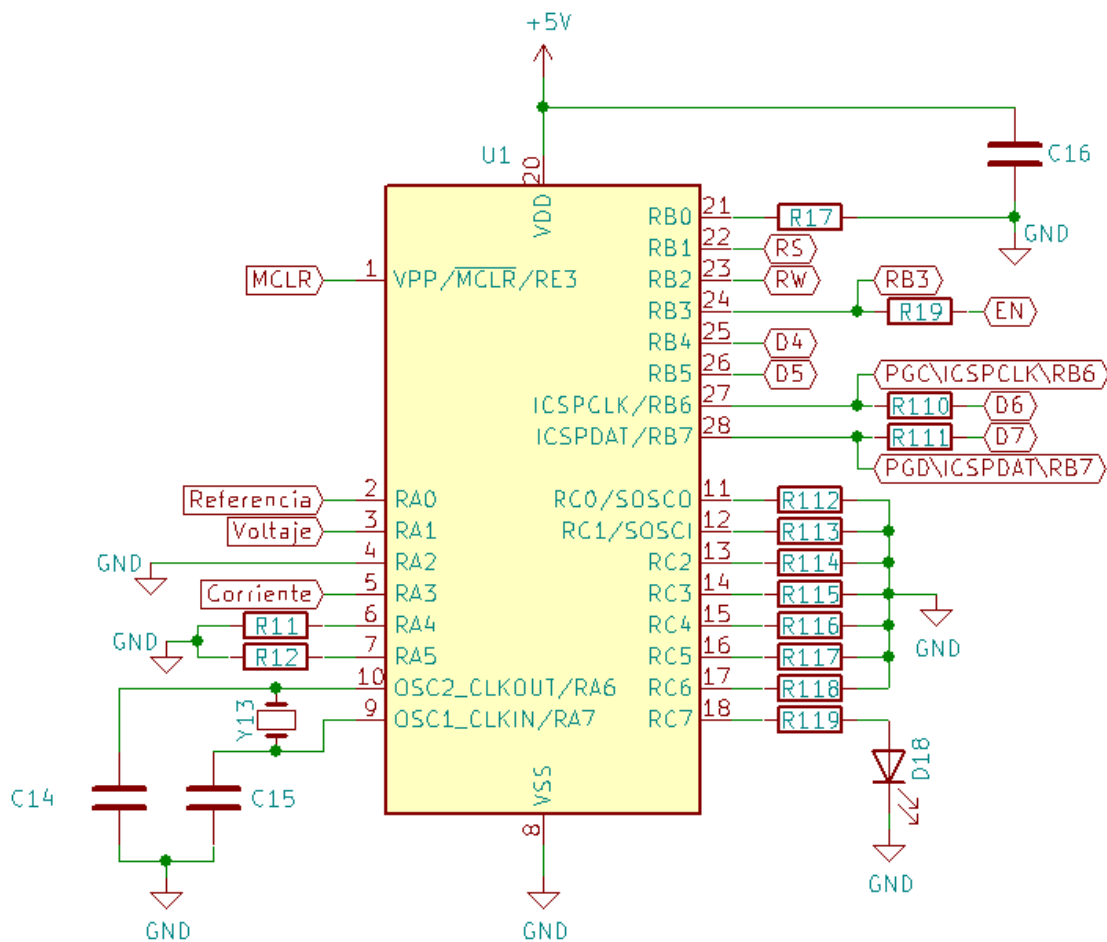 +5V
U1
20
VDD
C16
GND
1
MCLR
VPP/MCLR/RE3
RB0
21
R17
RB1
22
RS
RB2
23
RW
RB3
24
RB3
R19
EN
RB4
25
D4
RB5
26
D5
PGC\ICSPCLK\RB6
ICSPCLK/RB6
27
R110
D6
ICSPDAT/RB7
28
R111
D7
PGD\ICSPDAT\RB7
Referencia
2
RA0
Voltaje
3
RA1
GND
4
RA2
Corriente
5
RA3
R11
6
RA4
GND
R12
7
RA5
10
OSC2_CLKOUT/RA6
Y13
9
OSC1_CLKIN/RA7
RC0/SOSCO
11
R112
RC1/SOSCI
12
R113
RC2
13
R114
RC3
14
R115
RC4
15
R116
GND
RC5
16
R117
RC6
17
R118
RC7
18
R119
D18
GND
C14
C15
GND
VSS
8
GND